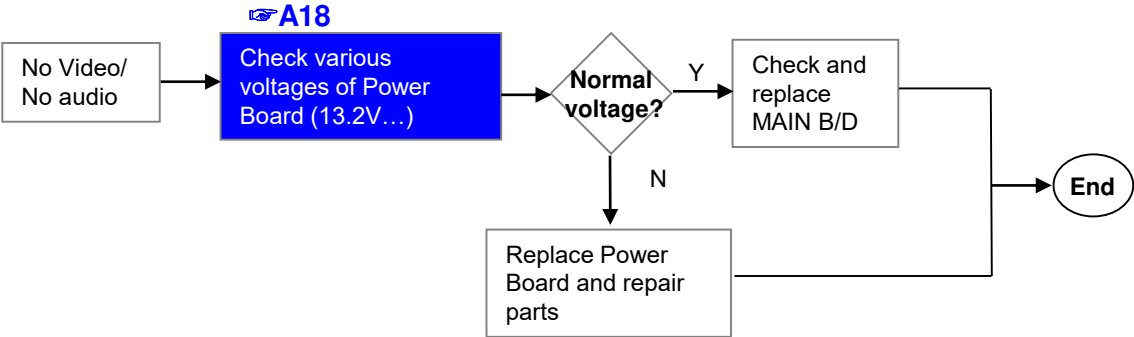 ☞A18
No Video/
No audio
Check various
voltages of Power
Board (13.2V…)
Normal
voltage?
Y
Check and
replace
MAIN B/D
End
N
Replace Power
Board and repair
parts